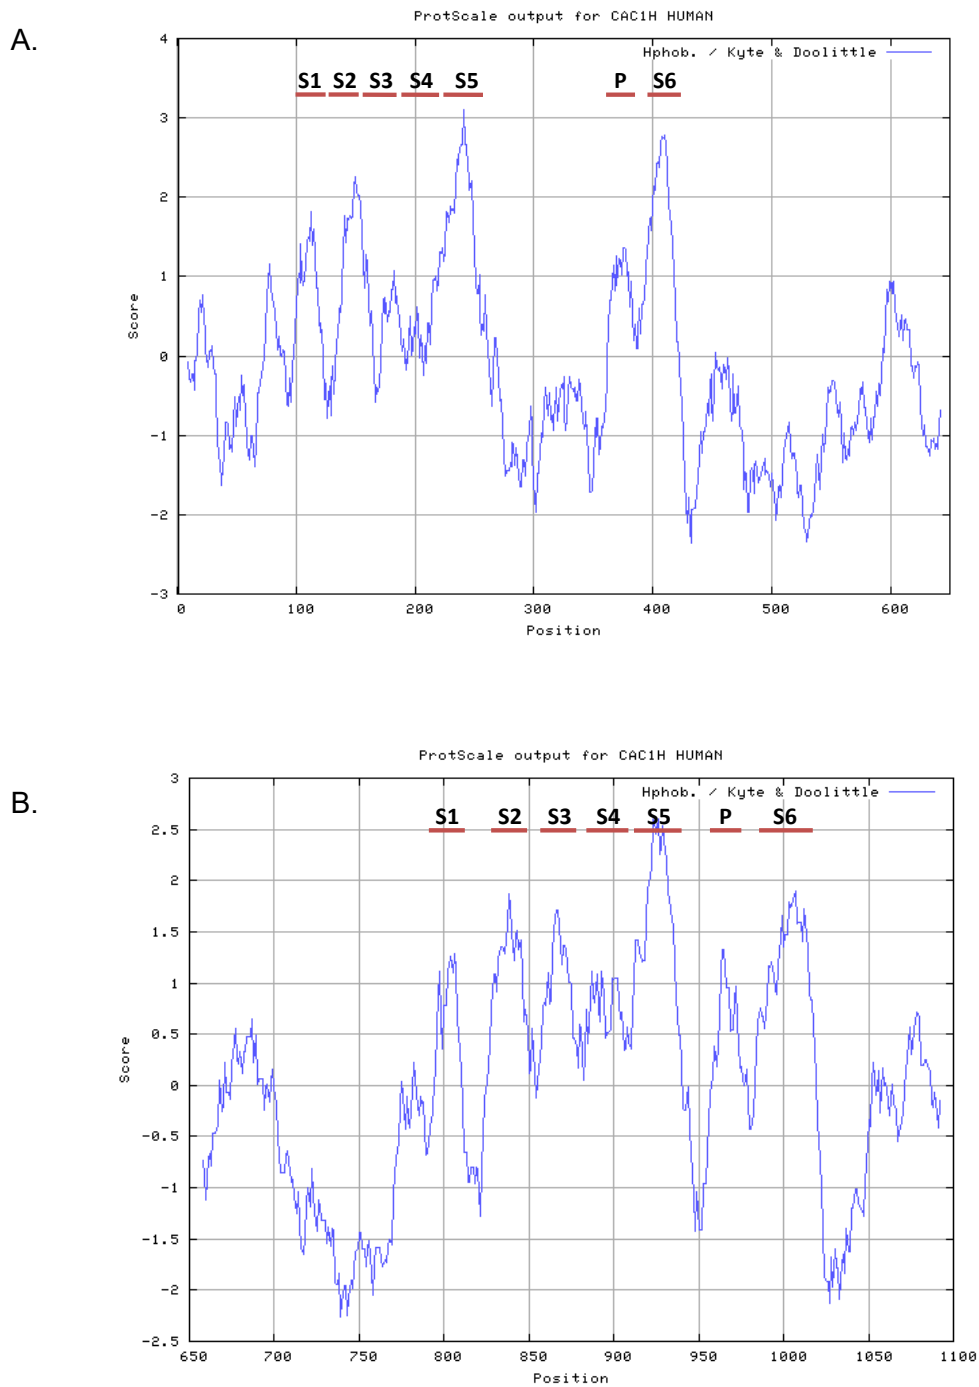 A.
ProtScale output for CAC1H HUMAN
Hphob. / Kyte & Doolittle
S1 S2 S3 S4 S5 P S6
4
3
2
1
0
-1
-2
-3
Score
0 100 200 300 400 500 600
Position
B.
ProtScale output for CAC1H HUMAN
Hphob. / Kyte & Doolittle
S1 S2 S3 S4 S5 P S6
3
2.5
2
1.5
1
0.5
0
-0.5
-1
-1.5
-2
-2.5
Score
650 700 750 800 850 900 950 1000 1050 1100
Position